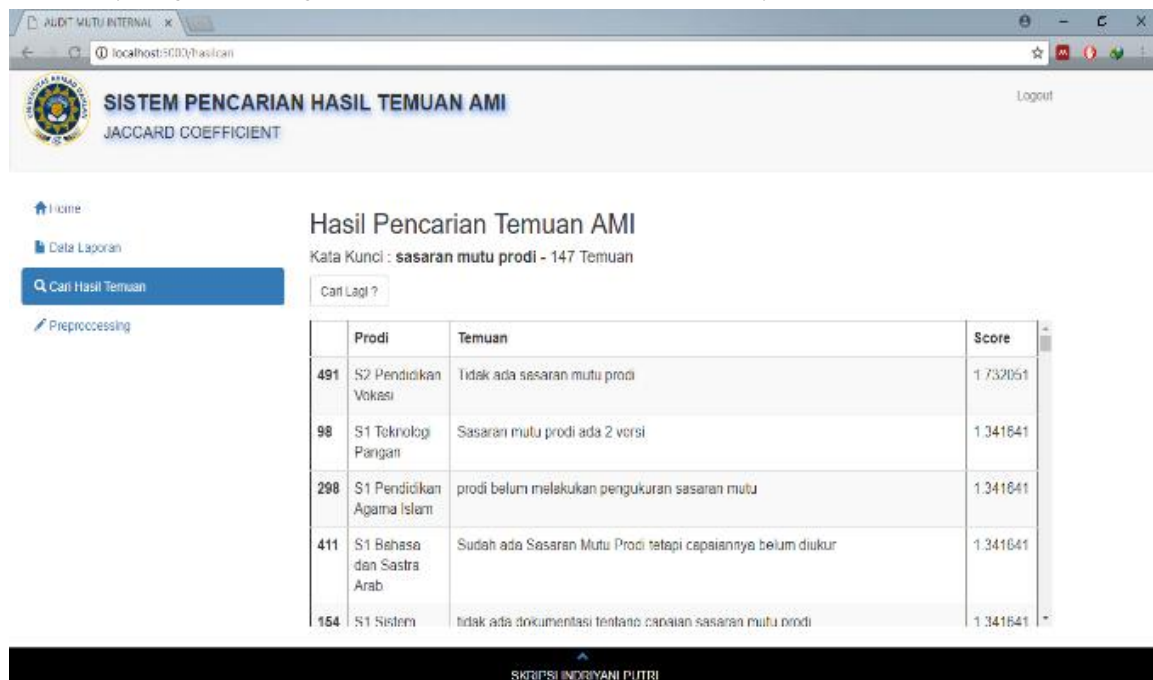 AUDIT MUTU INTERNAL
localhost:5000/hasilcari
SISTEM PENCARIAN HASIL TEMUAN AMI
JACCARD COEFFICIENT
Logout
Home
Data Laporan
Cari Hasil Temuan
Preproccessing
Hasil Pencarian Temuan AMI
Kata Kunci : sasaran mutu prodi - 147 Temuan
Cari Lagi ?
Prodi Temuan Score
491 S2 Pendidikan Vokasi Tidak ada sasaran mutu prodi 1.732051
98 S1 Teknologi Pangan Sasaran mutu prodi ada 2 versi 1.341641
298 S1 Pendidikan Agama Islam prodi belum melakukan pengukuran sasaran mutu 1.341641
411 S1 Bahasa dan Sastra Arab Sudah ada Sasaran Mutu Prodi tetapi capaiannya belum diukur 1.341641
154 S1 Sistem tidak ada dokumentasi tentang capaian sasaran mutu prodi 1.341641
SKRIPSI INDRIYANI PUTRI